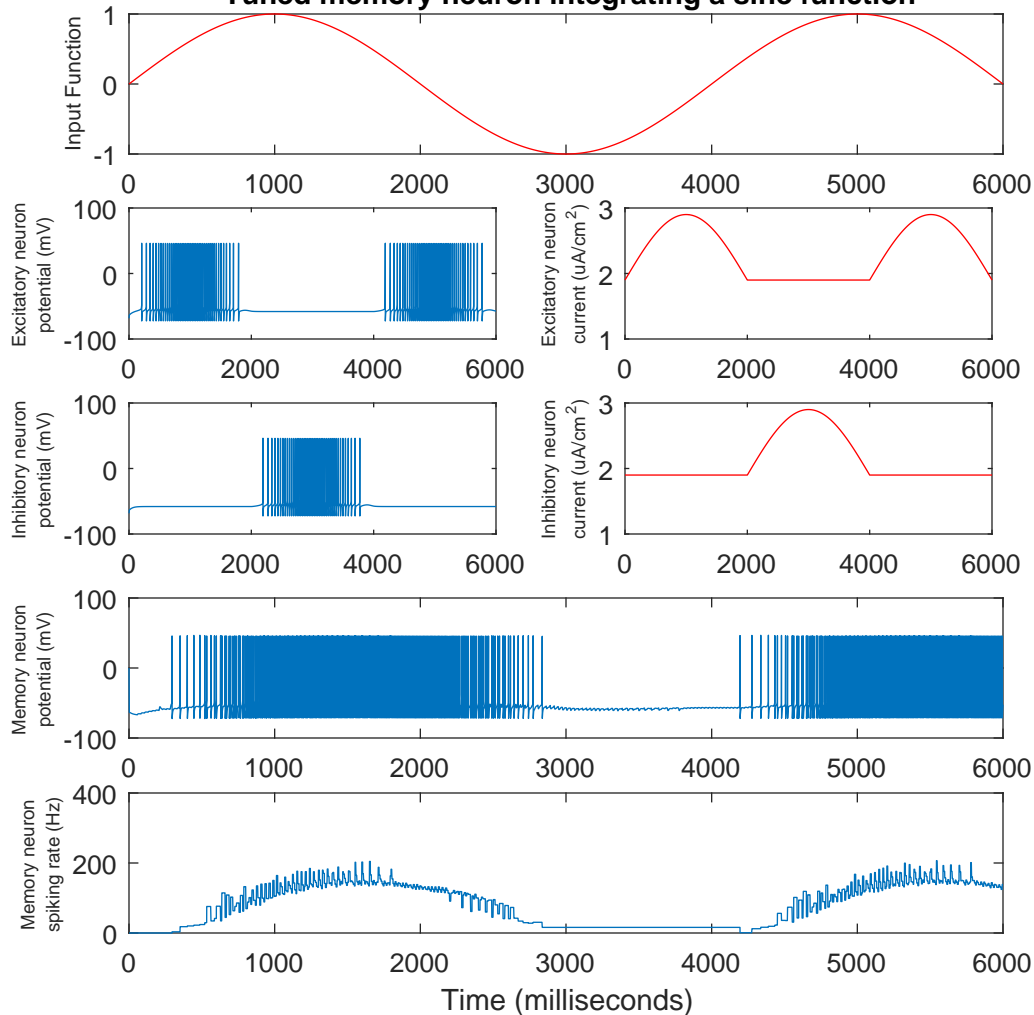 Tuned memory neuron integrating a sine function
Input Function
1
0
-1
0 1000 2000 3000 4000 5000 6000
Excitatory neuron
potential (mV)
100
0
-100
0 2000 4000 6000
Excitatory neuron
current (uA/cm^2)
3
2
1
0 2000 4000 6000
Inhibitory neuron
potential (mV)
100
0
-100
0 2000 4000 6000
Inhibitory neuron
current (uA/cm^2)
3
2
1
0 2000 4000 6000
Memory neuron
potential (mV)
100
0
-100
0 1000 2000 3000 4000 5000 6000
Memory neuron
spiking rate (Hz)
400
200
0
0 1000 2000 3000 4000 5000 6000
Time (milliseconds)